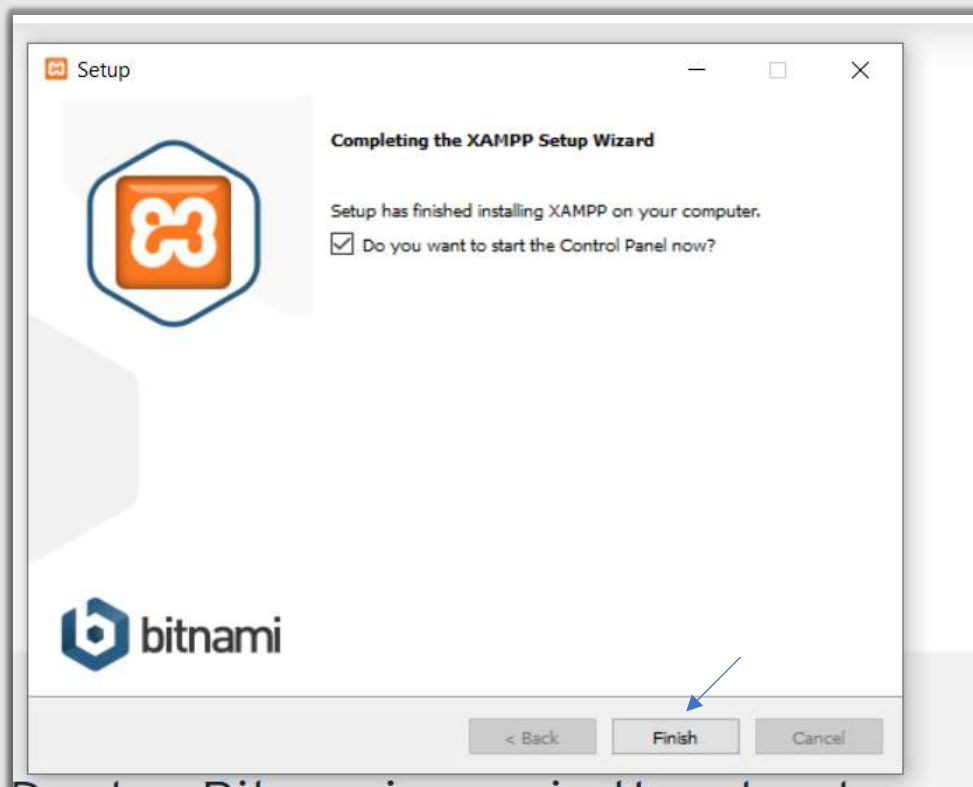 Setup
Completing the XAMPP Setup Wizard
Setup has finished installing XAMPP on your computer.
Do you want to start the Control Panel now?
bitnami
< Back
Finish
Cancel